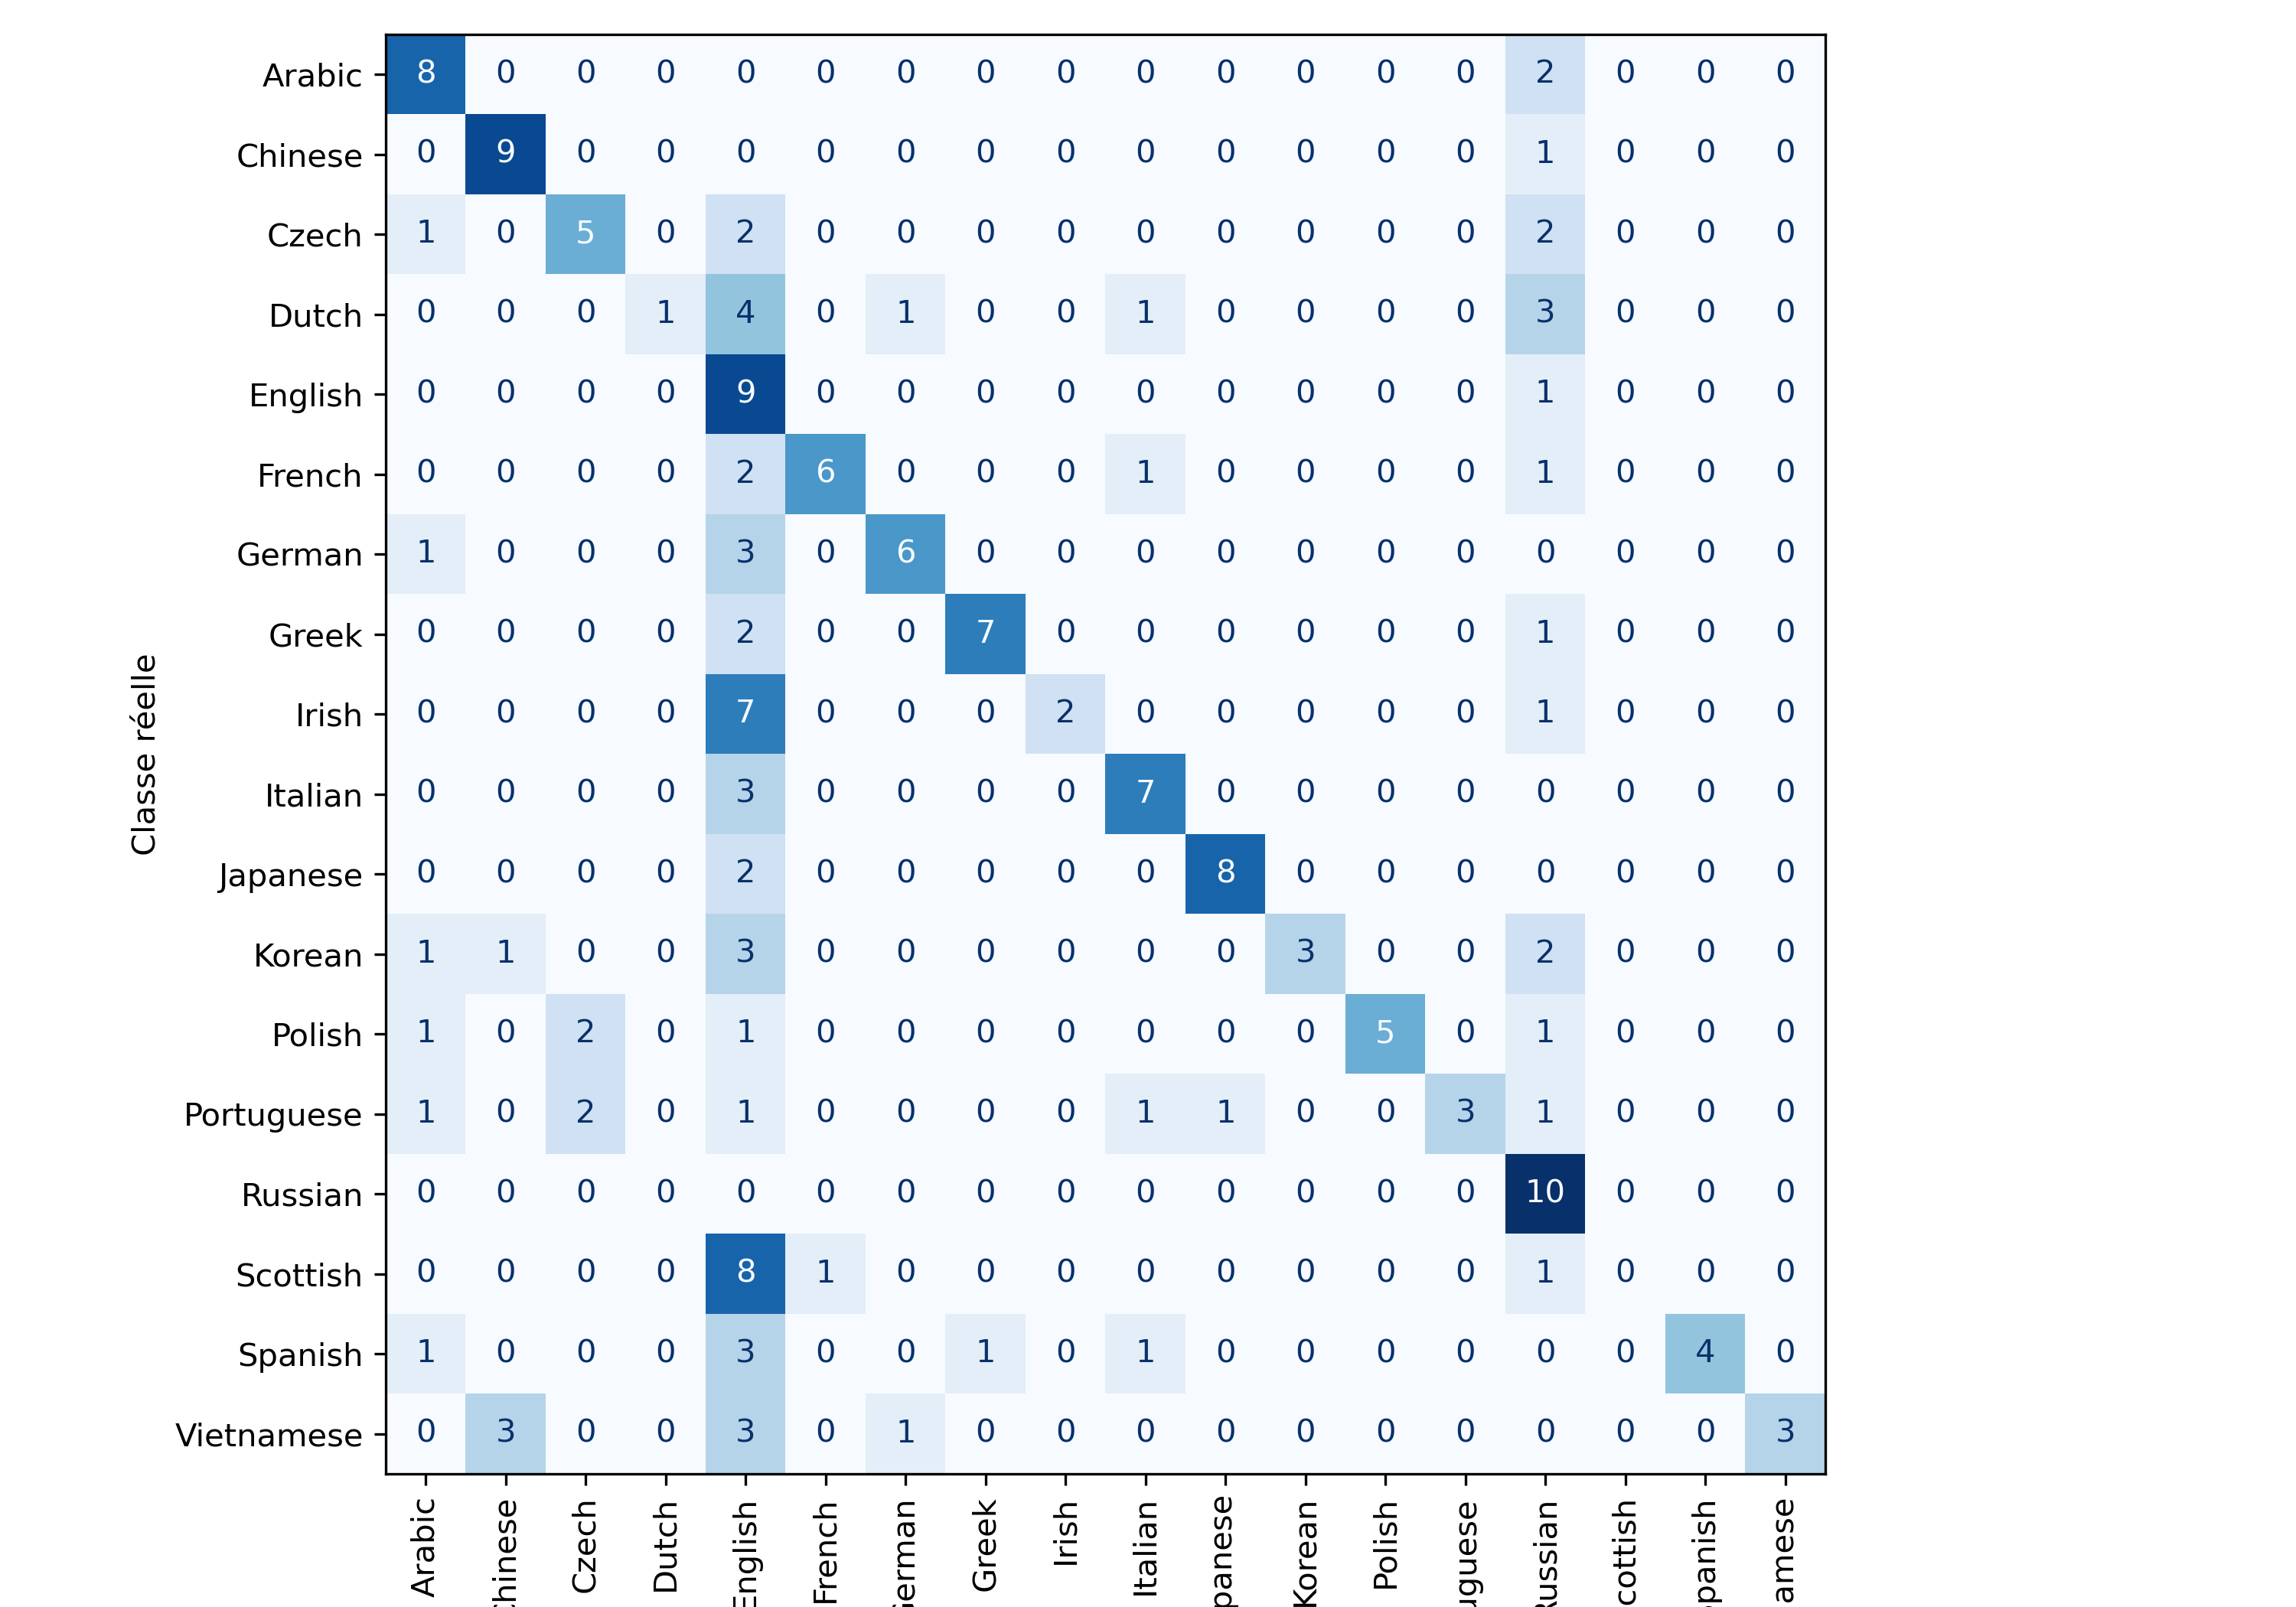 Arabic 8 0 0 0 0 0 0 0 0 0 0 0 0 0 2 0 0 0
Chinese 0 9 0 0 0 0 0 0 0 0 0 0 0 0 1 0 0 0
Czech 1 0 5 0 2 0 0 0 0 0 0 0 0 0 2 0 0 0
Dutch 0 0 0 1 4 0 1 0 0 1 0 0 0 0 3 0 0 0
English 0 0 0 0 9 0 0 0 0 0 0 0 0 0 1 0 0 0
French 0 0 0 0 2 6 0 0 0 1 0 0 0 0 1 0 0 0
German 1 0 0 0 3 0 6 0 0 0 0 0 0 0 0 0 0 0
Greek 0 0 0 0 2 0 0 7 0 0 0 0 0 0 1 0 0 0
Irish 0 0 0 0 7 0 0 0 2 0 0 0 0 0 1 0 0 0
Classe réelle
Italian 0 0 0 0 3 0 0 0 0 7 0 0 0 0 0 0 0 0
Japanese 0 0 0 0 2 0 0 0 0 0 8 0 0 0 0 0 0 0
Korean 1 1 0 0 3 0 0 0 0 0 0 3 0 0 2 0 0 0
Polish 1 0 2 0 1 0 0 0 0 0 0 0 5 0 1 0 0 0
Portuguese 1 0 2 0 1 0 0 0 0 1 1 0 0 3 1 0 0 0
Russian 0 0 0 0 0 0 0 0 0 0 0 0 0 0 10 0 0 0
Scottish 0 0 0 0 8 1 0 0 0 0 0 0 0 0 1 0 0 0
Spanish 1 0 0 0 3 0 0 1 0 1 0 0 0 0 0 0 4 0
Vietnamese 0 3 0 0 3 0 1 0 0 0 0 0 0 0 0 0 0 3
Arabic hinese Czech Dutch English French erman Greek Irish Italian panese Korean Polish uguese ussian cottish panish amese